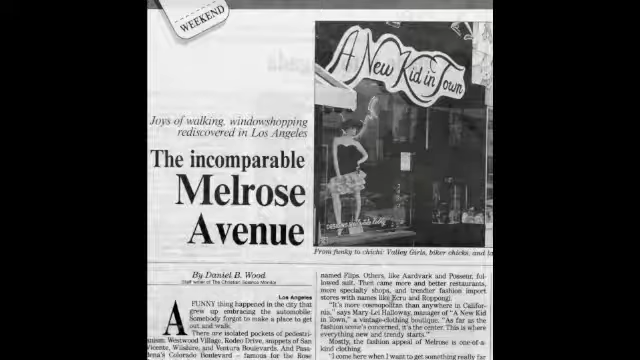 WEEKEND
A New Kid in Town
Joys of walking, windowshopping
rediscovered in Los Angeles
The incomparable
Melrose
Avenue
From funky to chichi: Valley Girls, biker chicks, and
By Daniel B. Wood
Staff writer of The Christian Science Monitor
Los Angeles
A FUNNY thing happened in the city that
grew up embracing the automobile:
Somebody forgot to make a place to get
out and walk.
There are isolated pockets of pedestri-
anism: Westwood Village, Rodeo Drive, snippets of San
Vicente, Wilshire, and Ventura Boulevards. And Pasa-
dena's Colorado Boulevard – famous for the Rose
named Flips. Others, like Aardvark and Posseur, fol-
lowed suit. Then came more and better restaurants,
more specialty shops, and trendier fashion import
stores with names like Ecru and Roppongi.
"It's more cosmopolitan than anywhere in Califor-
nia," says Mary-Lei Halloway, manager of "A New Kid
in Town," a vintage-clothing boutique. "As far as the
fashion scene's concerned, it's the center. This is where
everything new and trendy starts."
Mostly, the fashion appeal of Melrose is one-of-a-
kind clothing
"I come here when I want to get something really far